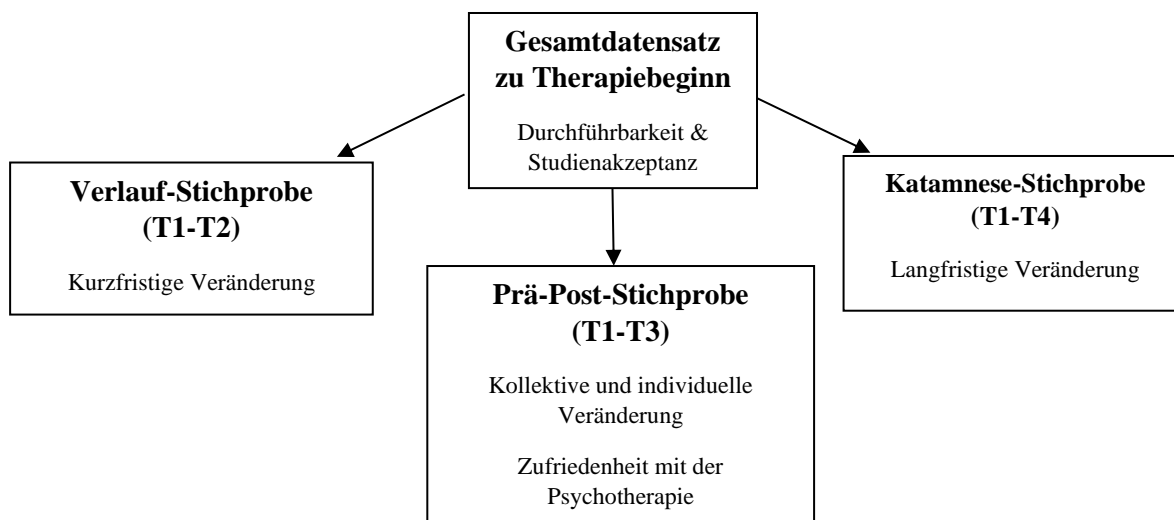 Gesamtdatensatz
zu Therapiebeginn
Durchführbarkeit &
Studienakzeptanz
Verlauf-Stichprobe
(T1-T2)
Kurzfristige Veränderung
Prä-Post-Stichprobe
(T1-T3)
Kollektive und individuelle
Veränderung
Zufriedenheit mit der
Psychotherapie
Katamnese-Stichprobe
(T1-T4)
Langfristige Veränderung